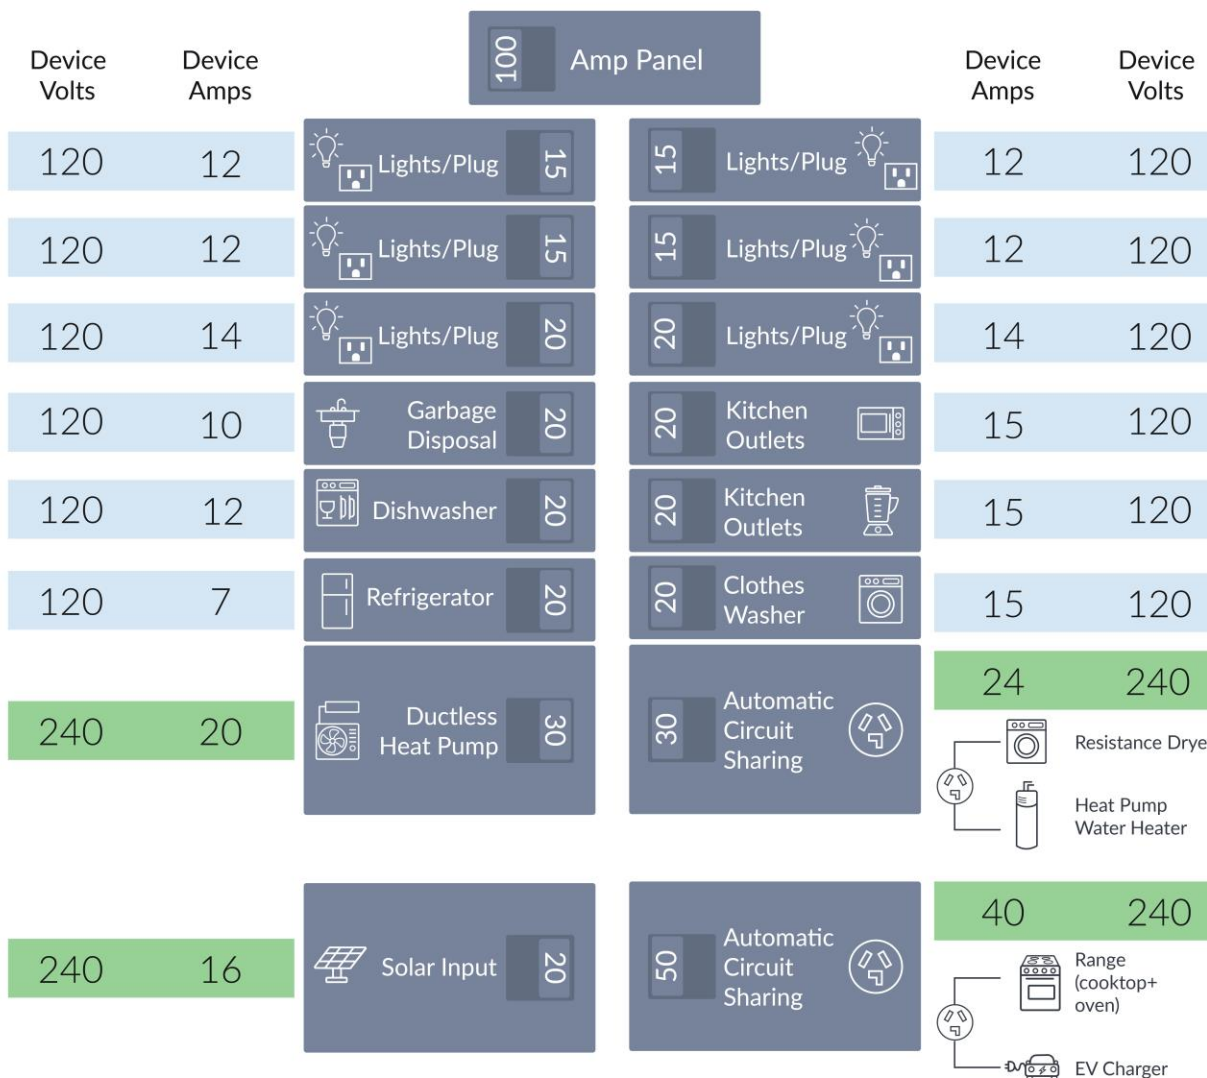 100 Amp Panel
Device Volts
Device Amps
Device Amps
Device Volts
120 12 Lights/Plug 15
15 Lights/Plug 12 120
120 12 Lights/Plug 15
15 Lights/Plug 12 120
120 14 Lights/Plug 20
20 Lights/Plug 14 120
120 10 Garbage Disposal 20
20 Kitchen Outlets 15 120
120 12 Dishwasher 20
20 Kitchen Outlets 15 120
120 7 Refrigerator 20
20 Clothes Washer 15 120
240 20 Ductless Heat Pump 30
30 Automatic Circuit Sharing 24 240
Resistance Drye
Heat Pump
Water Heater
240 16 Solar Input 20
50 Automatic Circuit Sharing 40 240
Range
(cooktop+
oven)
EV Charger